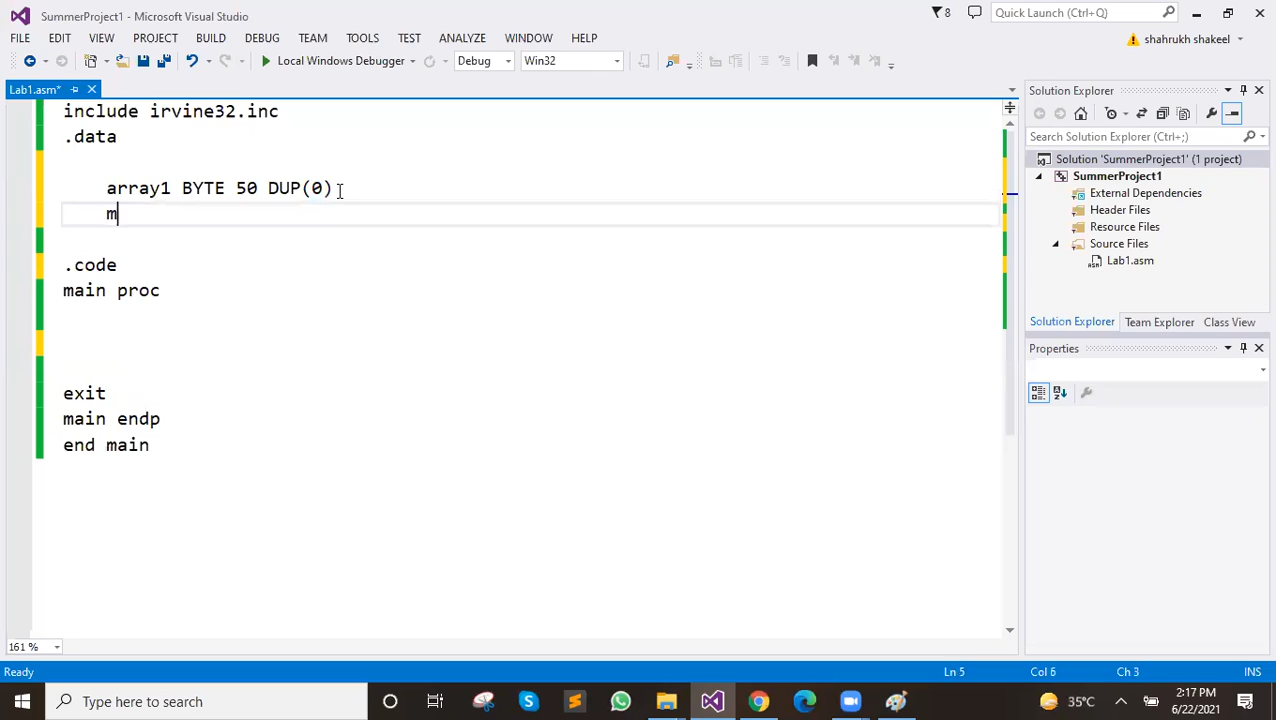 SummerProject1 - Microsoft Visual Studio
8
Quick Launch (Ctrl+Q)
FILE EDIT VIEW PROJECT BUILD DEBUG TEAM TOOLS TEST ANALYZE WINDOW HELP
shahrukh shakeel
Local Windows Debugger
Debug
Win32
Lab1.asm*
include irvine32.inc
.data
array1 BYTE 50 DUP(0)
m
.code
main proc
exit
main endp
end main
Solution Explorer
Search Solution Explorer (Ctrl+;)
Solution 'SummerProject1' (1 project)
SummerProject1
External Dependencies
Header Files
Resource Files
Source Files
Lab1.asm
Solution Explorer Team Explorer Class View
Properties
161 %
Ready
Ln 5
Col 6
Ch 3
INS
Type here to search
35°C
2:17 PM
6/22/2021